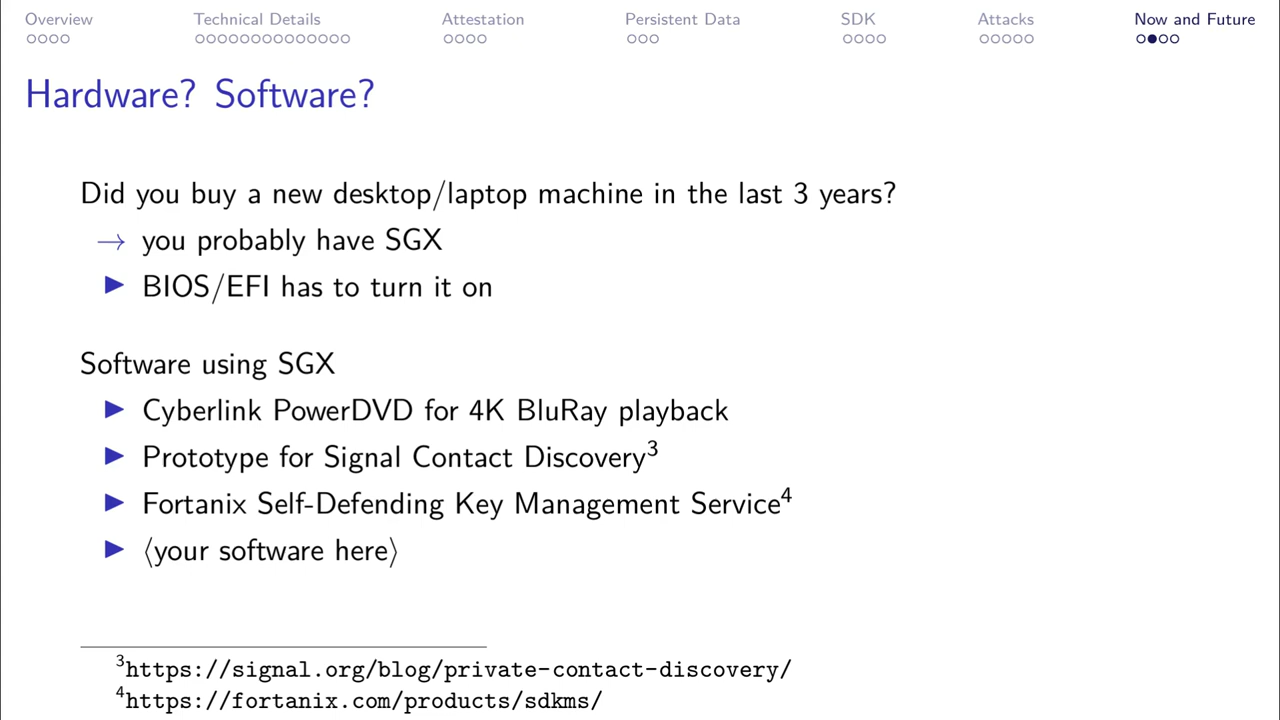 Overview Technical Details Attestation Persistent Data SDK Attacks Now and Future
Hardware? Software?
Did you buy a new desktop/laptop machine in the last 3 years?
→ you probably have SGX
▶ BIOS/EFI has to turn it on
Software using SGX
▶ Cyberlink PowerDVD for 4K BluRay playback
▶ Prototype for Signal Contact Discovery³
▶ Fortanix Self-Defending Key Management Service⁴
▶ ⟨your software here⟩
³https://signal.org/blog/private-contact-discovery/
⁴https://fortanix.com/products/sdkms/